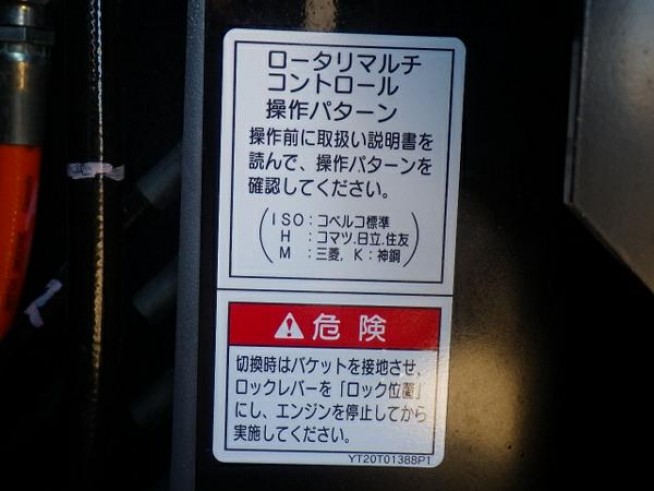 ロータリマルチ
コントロール
操作パターン
操作前に取扱い説明書を
読んで、操作パターンを
確認してください。
ISO:コベルコ標準
H:コマツ.日立.住友
M:三菱, K:神鋼
危険
切換時はバケットを接地させ、
ロックレバーを「ロック位置」
にし、エンジンを停止してから
実施してください。
YT20T01388P1